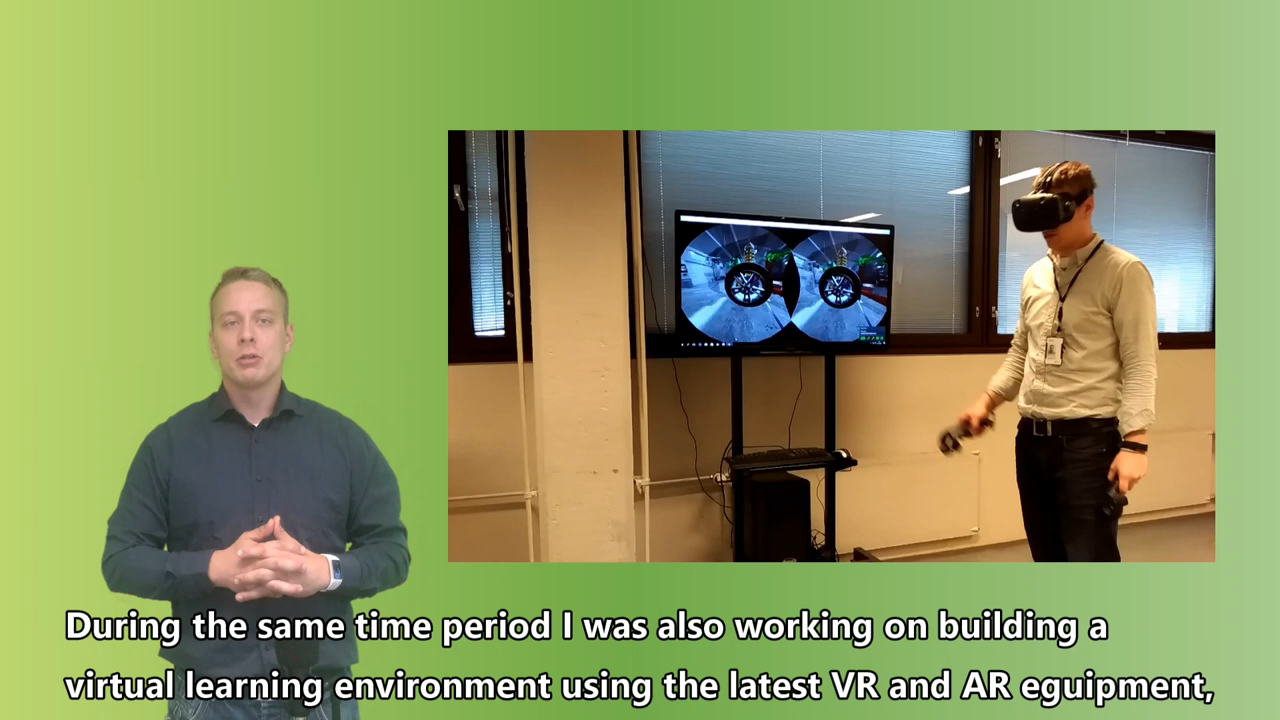 During the same time period I was also working on building a
virtual learning environment using the latest VR and AR eguipment,